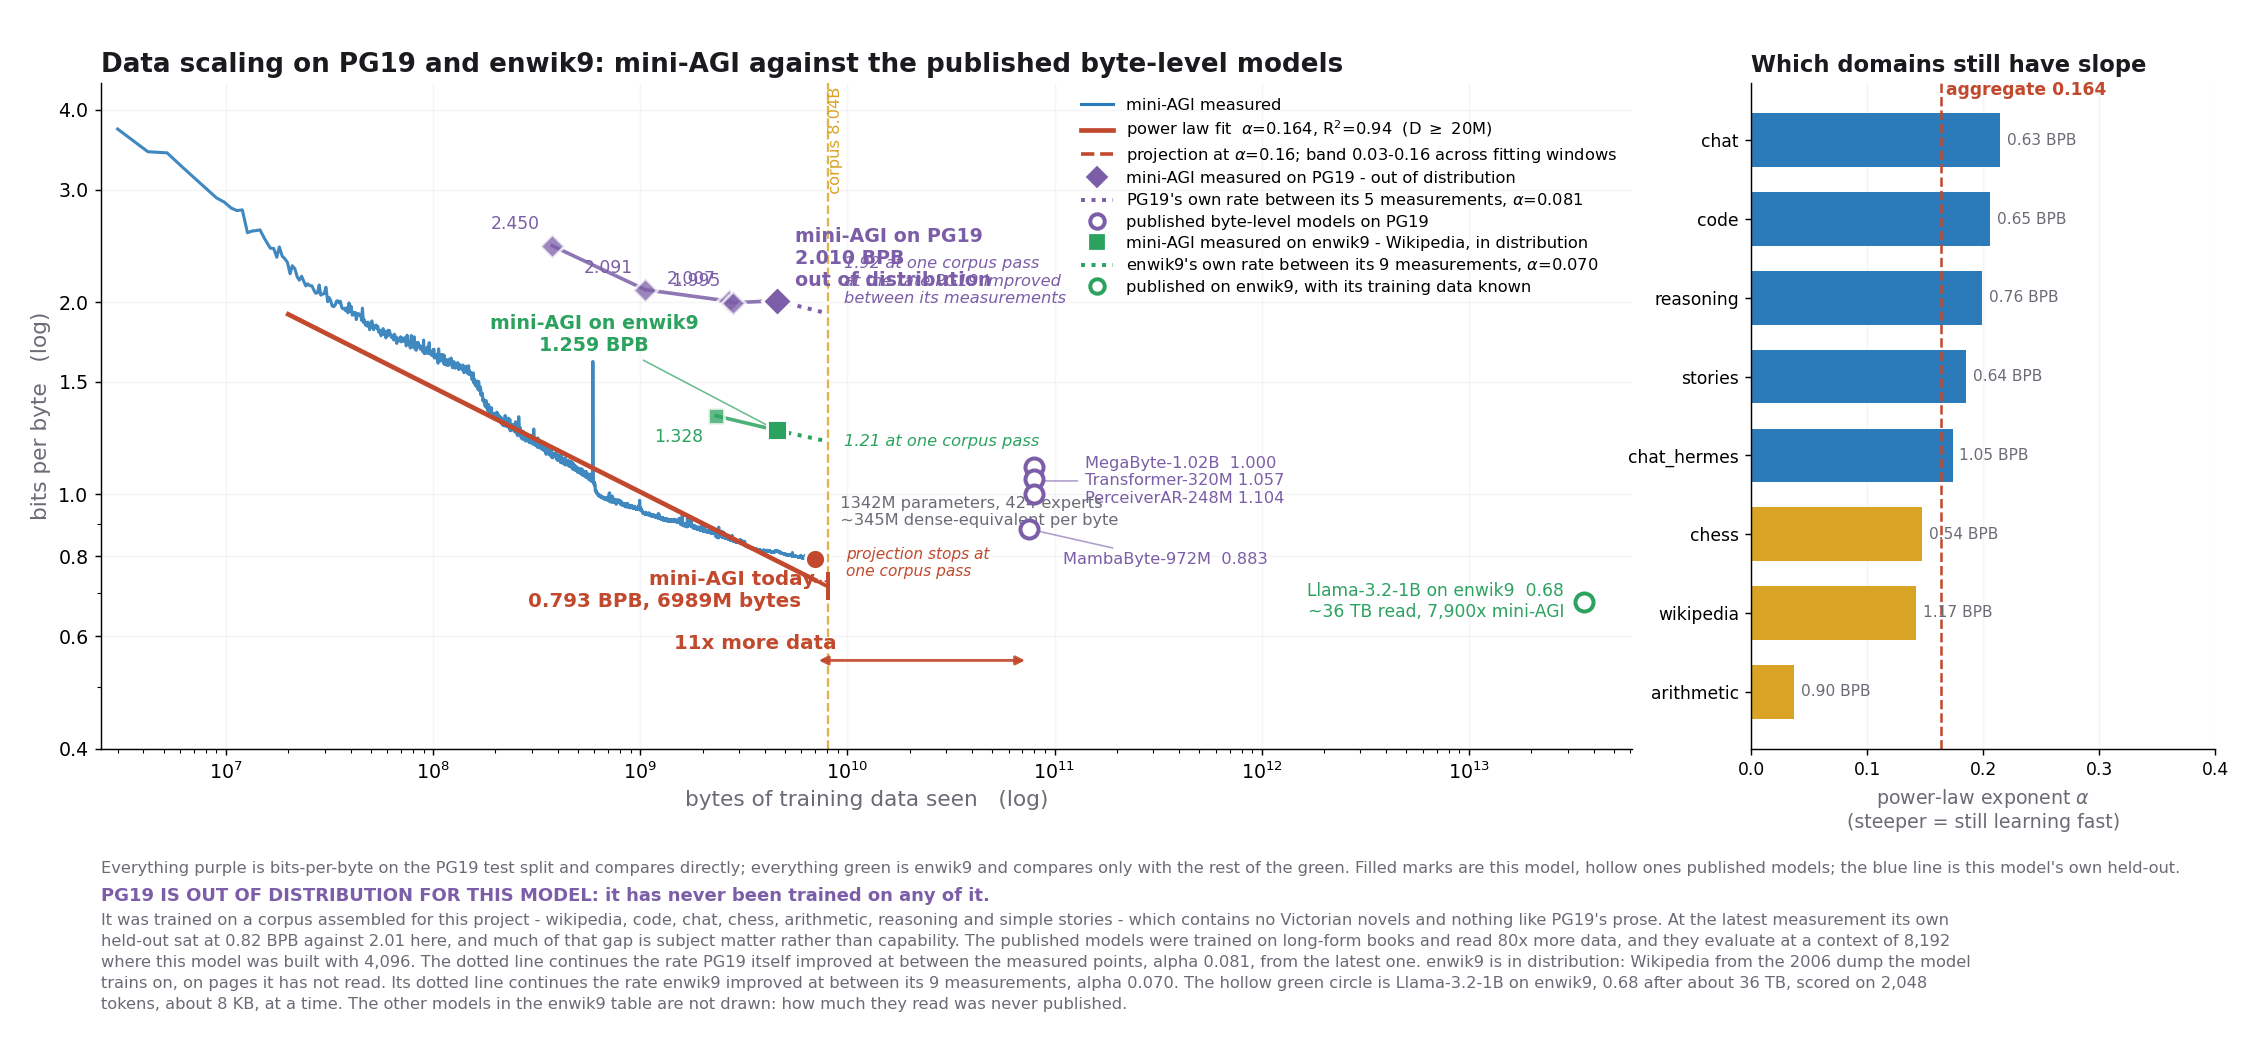 Data scaling on PG19 and enwik9: mini-AGI against the published byte-level models
bits per byte   (log)
4.0
3.0
2.0
1.5
1.0
0.8
0.6
0.4
10⁷
10⁸
10⁹
10¹⁰
10¹¹
10¹²
10¹³
bytes of training data seen   (log)
corpus 8.04B
mini-AGI measured
power law fit  α=0.164, R²=0.94  (D ≥ 20M)
projection at α=0.16; band 0.03-0.16 across fitting windows
mini-AGI measured on PG19 - out of distribution
PG19's own rate between its 5 measurements, α=0.081
published byte-level models on PG19
mini-AGI measured on enwik9 - Wikipedia, in distribution
enwik9's own rate between its 9 measurements, α=0.070
published on enwik9, with its training data known
2.450
2.091
2.007
1.995
mini-AGI on PG19
2.010 BPB
out of distribution
1.92 at one corpus pass
at the rate PG19 improved
between its measurements
mini-AGI on enwik9
1.259 BPB
1.328
1.21 at one corpus pass
MegaByte-1.02B  1.000
Transformer-320M 1.057
PerceiverAR-248M 1.104
1342M parameters, 424 experts
~345M dense-equivalent per byte
MambaByte-972M  0.883
projection stops at
one corpus pass
mini-AGI today
0.793 BPB, 6989M bytes
11x more data
Llama-3.2-1B on enwik9  0.68
~36 TB read, 7,900x mini-AGI
Which domains still have slope
aggregate 0.164
chat
0.63 BPB
code
0.65 BPB
reasoning
0.76 BPB
stories
0.64 BPB
chat_hermes
1.05 BPB
chess
0.54 BPB
wikipedia
1.17 BPB
arithmetic
0.90 BPB
0.0
0.1
0.2
0.3
0.4
power-law exponent α
(steeper = still learning fast)
Everything purple is bits-per-byte on the PG19 test split and compares directly; everything green is enwik9 and compares only with the rest of the green. Filled marks are this model, hollow ones published models; the blue line is this model's own held-out.
PG19 IS OUT OF DISTRIBUTION FOR THIS MODEL: it has never been trained on any of it.
It was trained on a corpus assembled for this project - wikipedia, code, chat, chess, arithmetic, reasoning and simple stories - which contains no Victorian novels and nothing like PG19's prose. At the latest measurement its own
held-out sat at 0.82 BPB against 2.01 here, and much of that gap is subject matter rather than capability. The published models were trained on long-form books and read 80x more data, and they evaluate at a context of 8,192
where this model was built with 4,096. The dotted line continues the rate PG19 itself improved at between the measured points, alpha 0.081, from the latest one. enwik9 is in distribution: Wikipedia from the 2006 dump the model
trains on, on pages it has not read. Its dotted line continues the rate enwik9 improved at between its 9 measurements, alpha 0.070. The hollow green circle is Llama-3.2-1B on enwik9, 0.68 after about 36 TB, scored on 2,048
tokens, about 8 KB, at a time. The other models in the enwik9 table are not drawn: how much they read was never published.